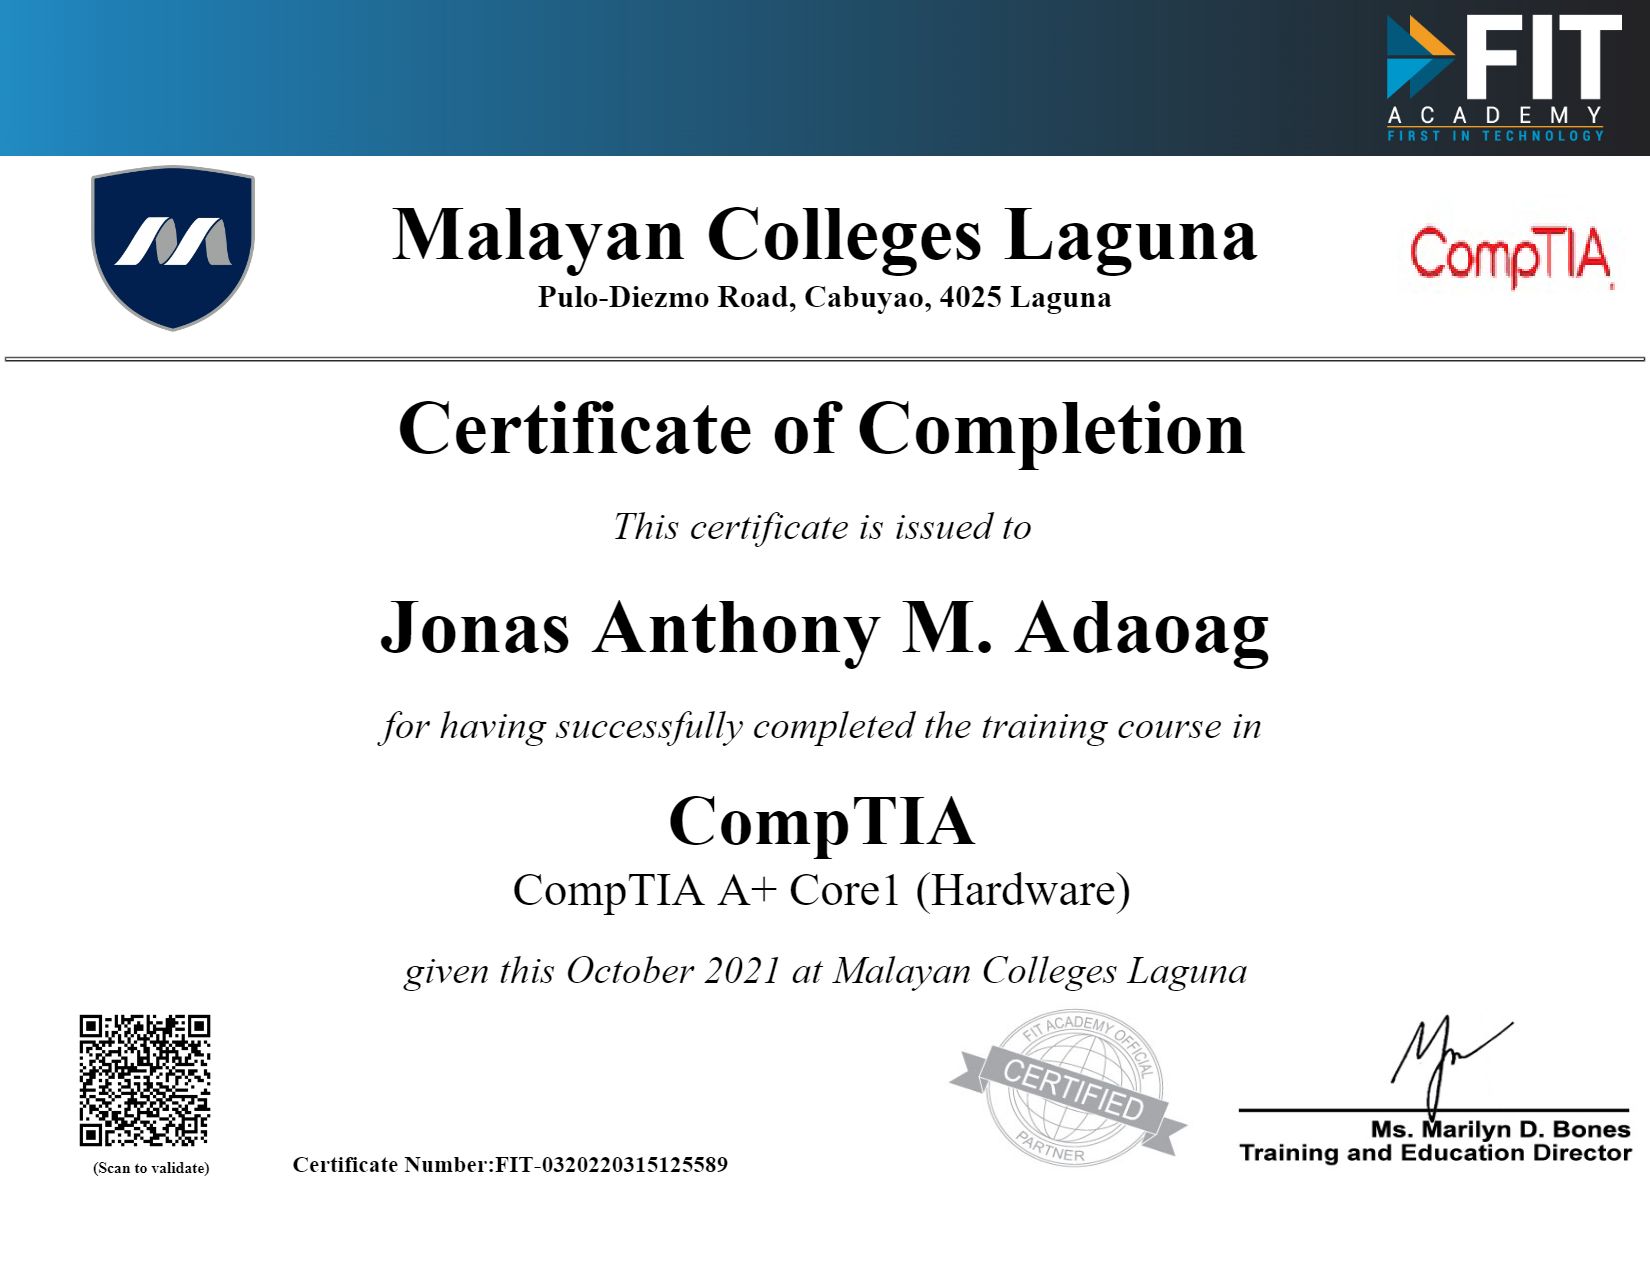 FIT
ACADEMY
FIRST IN TECHNOLOGY
Malayan Colleges Laguna
Pulo-Diezmo Road, Cabuyao, 4025 Laguna
CompTIA
Certificate of Completion
This certificate is issued to
Jonas Anthony M. Adaoag
for having successfully completed the training course in
CompTIA
CompTIA A+ Core1 (Hardware)
given this October 2021 at Malayan Colleges Laguna
(Scan to validate)
Certificate Number:FIT-0320220315125589
FIT ACADEMY OFFICIAL
CERTIFIED
PARTNER
Ms. Marilyn D. Bones
Training and Education Director